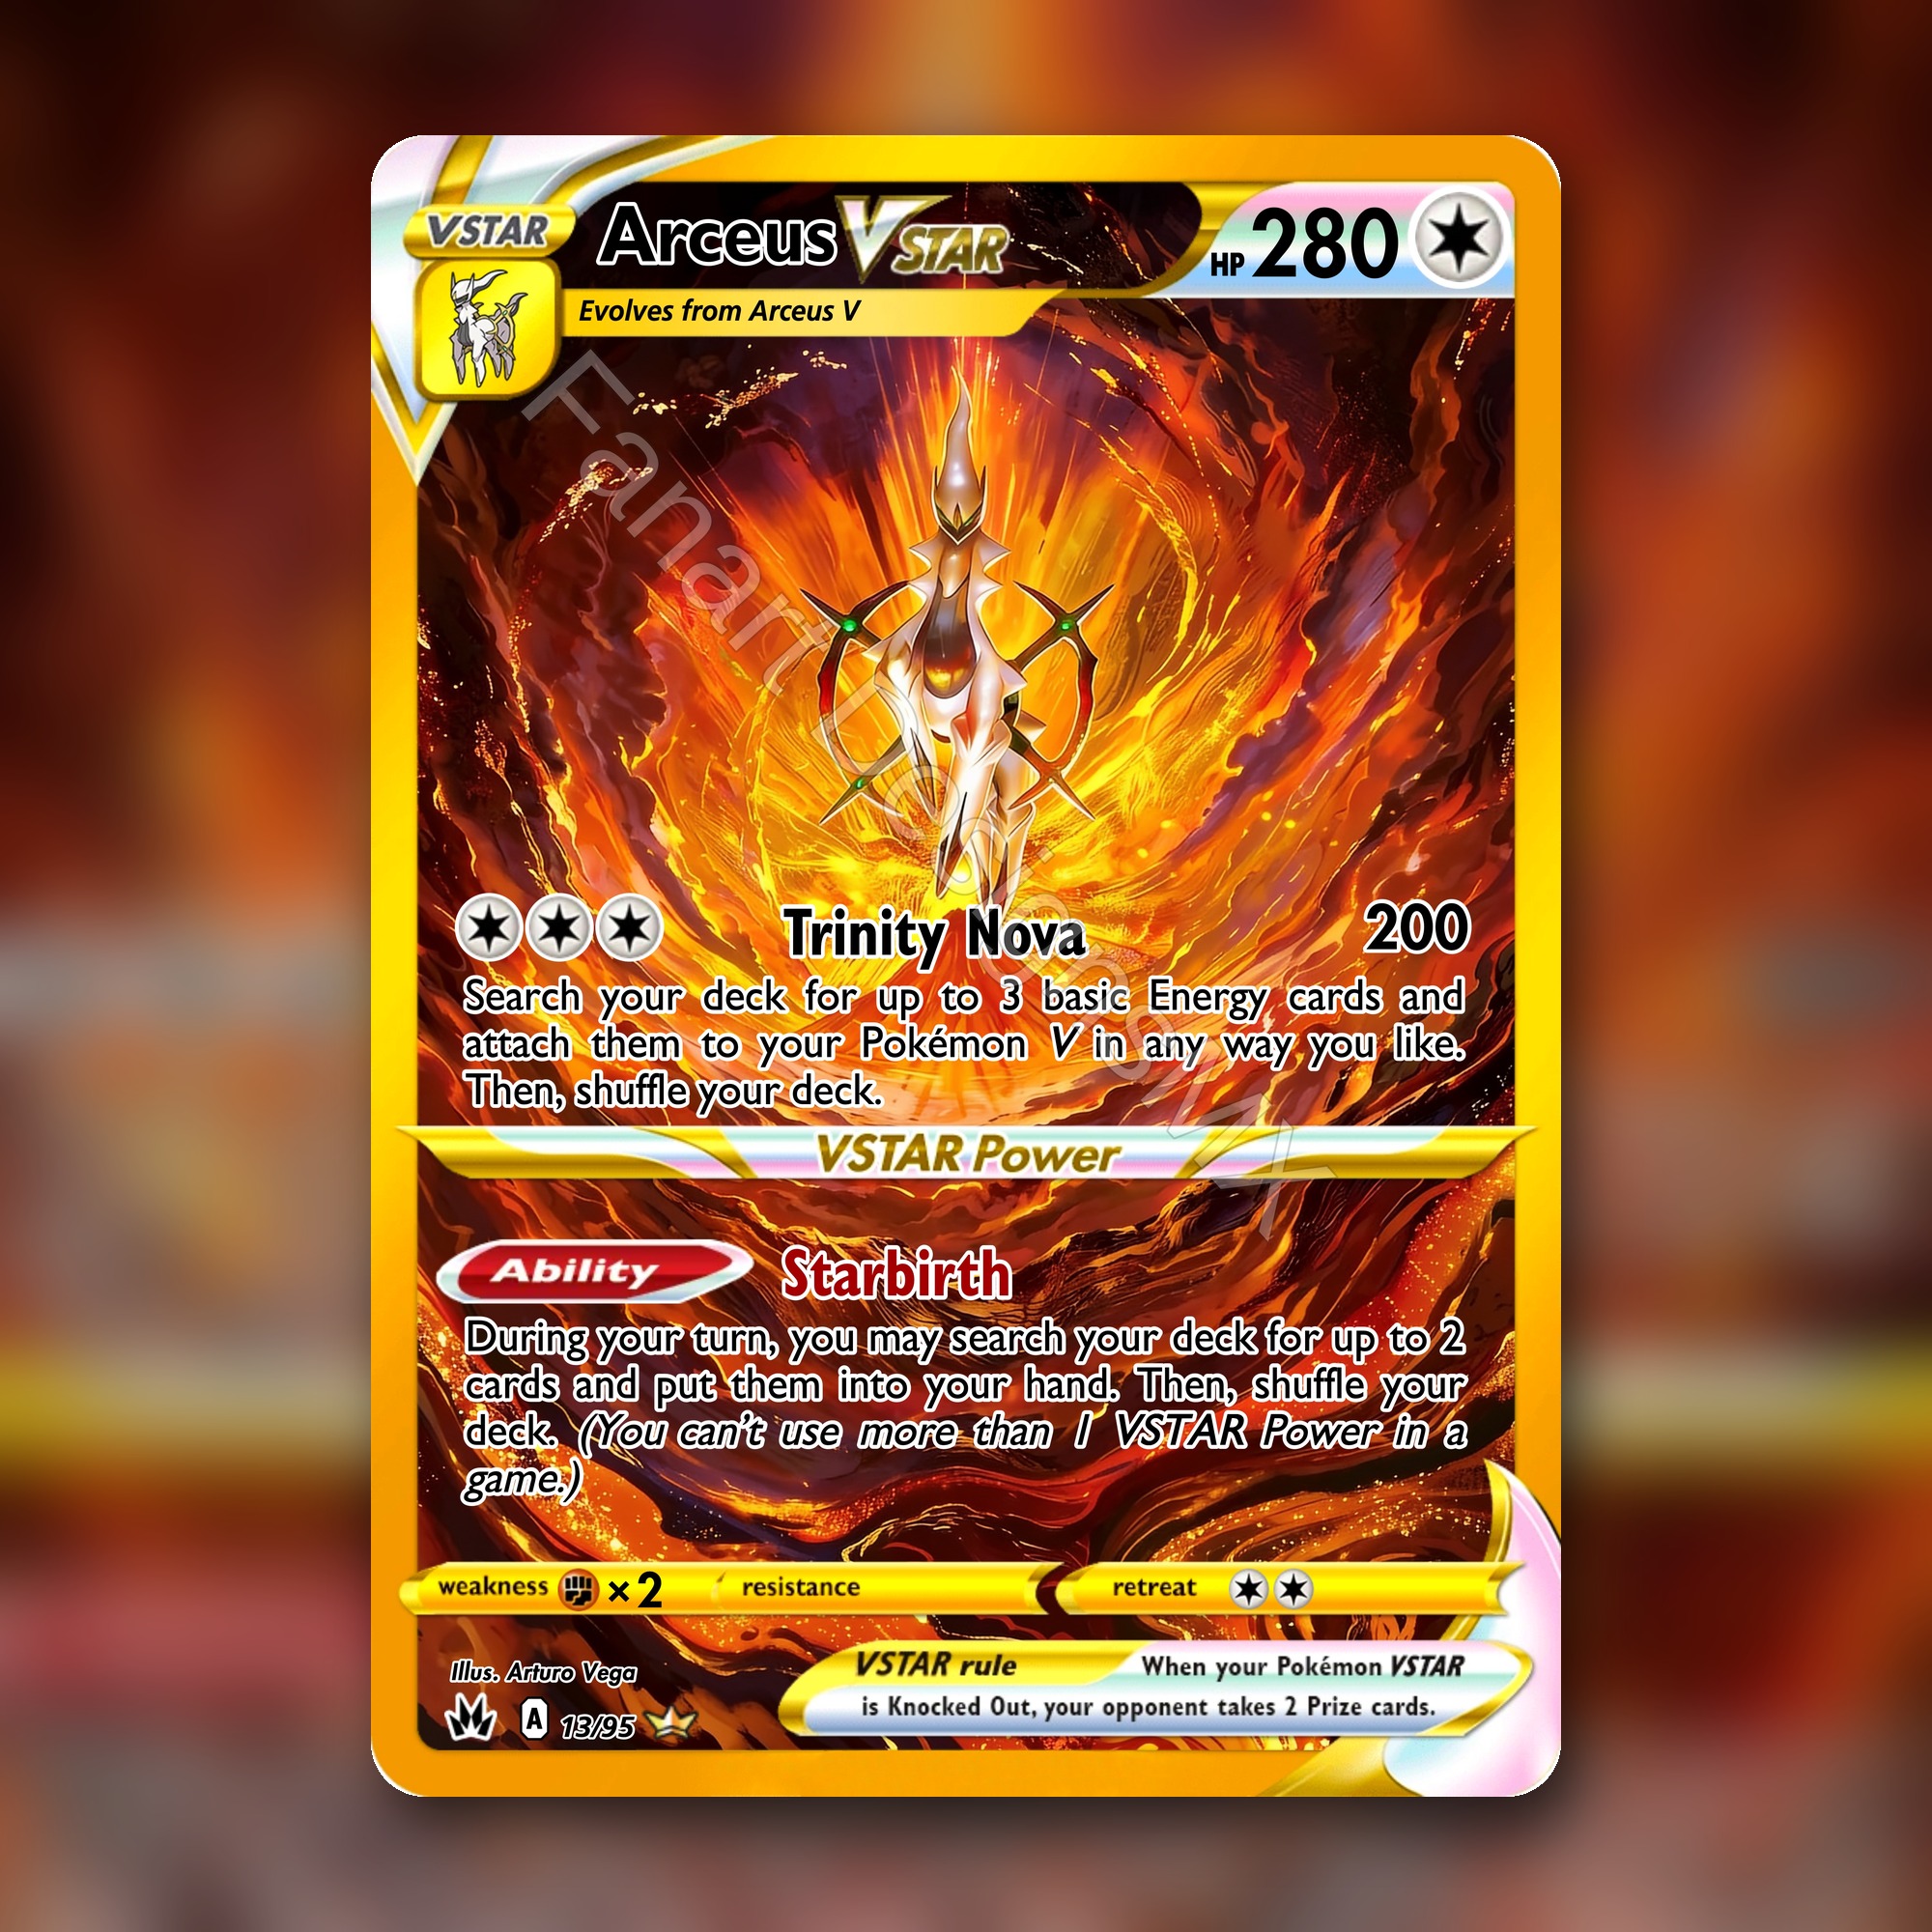 VSTAR
Arceus VSTAR
HP 280
Evolves from Arceus V
Fanart DesignsMX
Trinity Nova 200
Search your deck for up to 3 basic Energy cards and
attach them to your Pokémon V in any way you like.
Then, shuffle your deck.
VSTAR Power
Ability Starbirth
During your turn, you may search your deck for up to 2
cards and put them into your hand. Then, shuffle your
deck. (You can't use more than 1 VSTAR Power in a
game.)
weakness ×2 resistance retreat
Illus. Arturo Vega
A 13/95
VSTAR rule When your Pokémon VSTAR
is Knocked Out, your opponent takes 2 Prize cards.